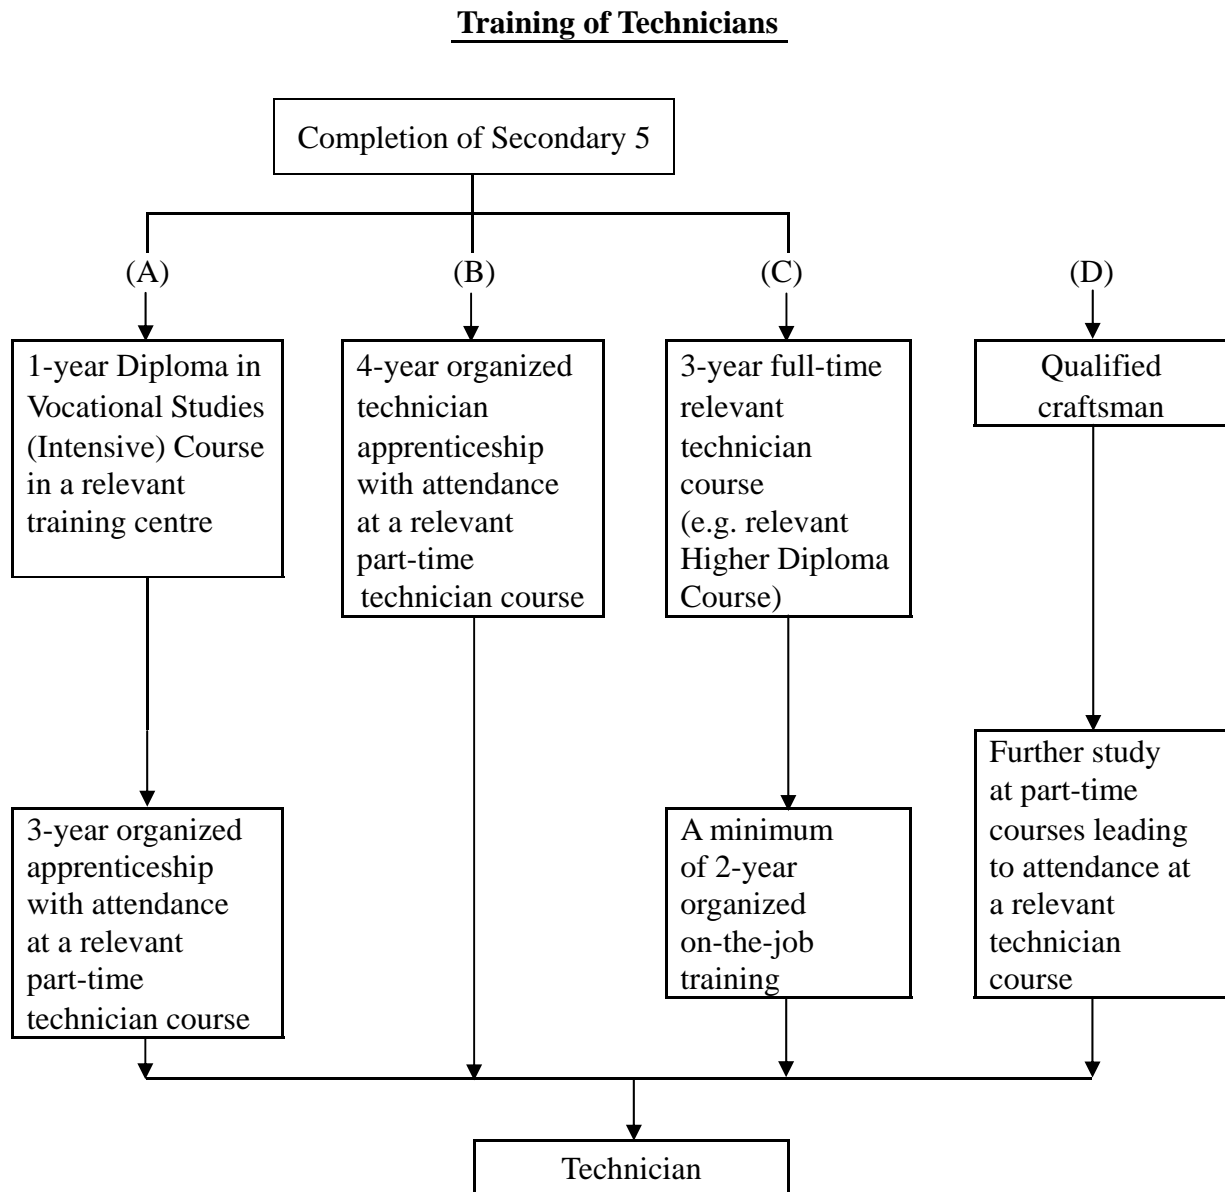 Training of Technicians
Completion of Secondary 5
(A)
(B)
(C)
(D)
1-year Diploma in
Vocational Studies
(Intensive) Course
in a relevant
training centre
4-year organized
technician
apprenticeship
with attendance
at a relevant
part-time
technician course
3-year full-time
relevant
technician
course
(e.g. relevant
Higher Diploma
Course)
Qualified
craftsman
3-year organized
apprenticeship
with attendance
at a relevant
part-time
technician course
A minimum
of 2-year
organized
on-the-job
training
Further study
at part-time
courses leading
to attendance at
a relevant
technician
course
Technician